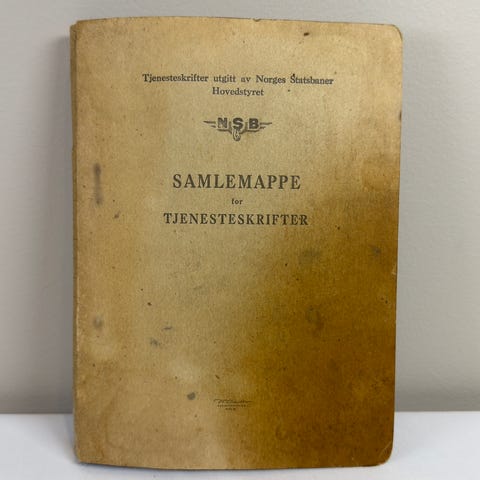 Tjenesteskrifter utgitt av Norges Statsbaner
Hovedstyret
NSB
SAMLEMAPPE
for
TJENESTESKRIFTER